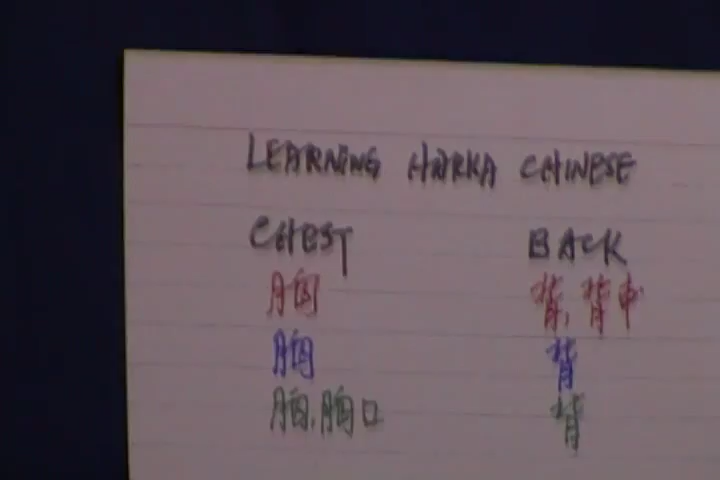 LEARNING HAKKA CHINESE
CHEST BACK
胸 背, 背中
胸 背
胸, 胸口 背